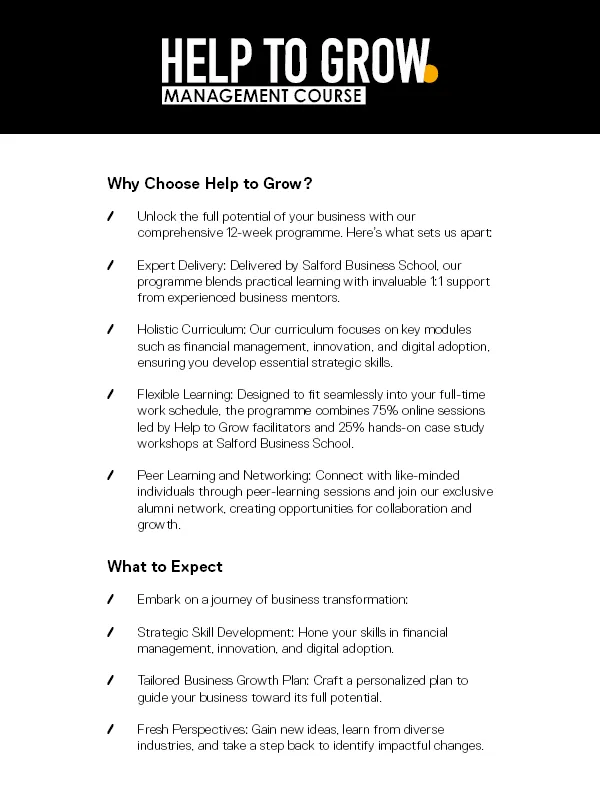 HELP TO GROW.
MANAGEMENT COURSE
Why Choose Help to Grow?
Unlock the full potential of your business with our
comprehensive 12-week programme. Here's what sets us apart:
Expert Delivery: Delivered by Salford Business School, our
programme blends practical learning with invaluable 1:1 support
from experienced business mentors.
Holistic Curriculum: Our curriculum focuses on key modules
such as financial management, innovation, and digital adoption,
ensuring you develop essential strategic skills.
Flexible Learning: Designed to fit seamlessly into your full-time
work schedule, the programme combines 75% online sessions
led by Help to Grow facilitators and 25% hands-on case study
workshops at Salford Business School.
Peer Learning and Networking: Connect with like-minded
individuals through peer-learning sessions and join our exclusive
alumni network, creating opportunities for collaboration and
growth.
What to Expect
Embark on a journey of business transformation:
Strategic Skill Development: Hone your skills in financial
management, innovation, and digital adoption.
Tailored Business Growth Plan: Craft a personalized plan to
guide your business toward its full potential.
Fresh Perspectives: Gain new ideas, learn from diverse
industries, and take a step back to identify impactful changes.